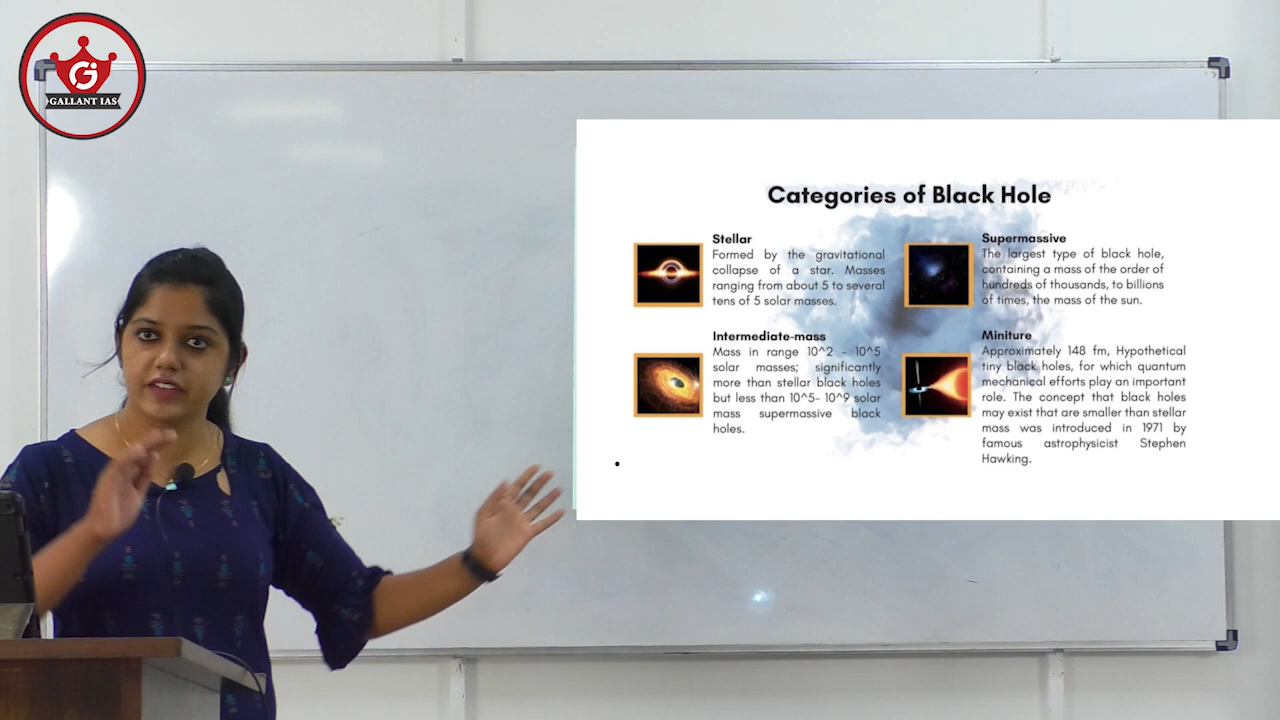 Gi
GALLANT IAS
Categories of Black Hole
Stellar
Formed by the gravitational
collapse of a star. Masses
ranging from about 5 to several
tens of 5 solar masses.
Supermassive
The largest type of black hole,
containing a mass of the order of
hundreds of thousands, to billions
of times, the mass of the sun.
Intermediate-mass
Mass in range 10^2 - 10^5
solar masses; significantly
more than stellar black holes
but less than 10^5- 10^9 solar
mass supermassive black
holes.
Miniture
Approximately 148 fm, Hypothetical
tiny black holes, for which quantum
mechanical efforts play an important
role. The concept that black holes
may exist that are smaller than stellar
mass was introduced in 1971 by
famous astrophysicist Stephen
Hawking.